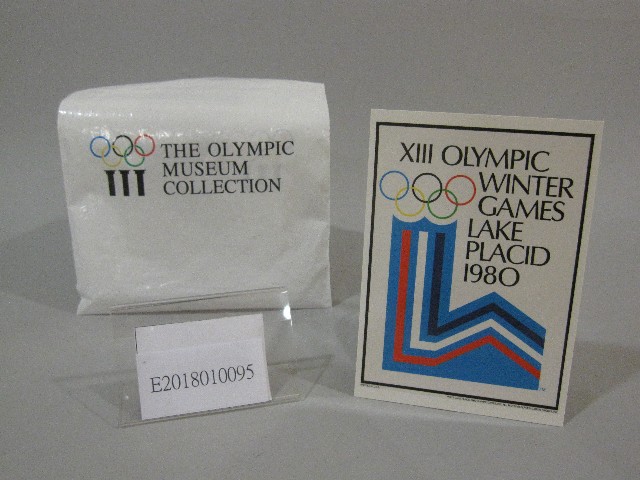 THE OLYMPIC
MUSEUM
COLLECTION
XIII OLYMPIC
WINTER
GAMES
LAKE
PLACID
1980
E2018010095